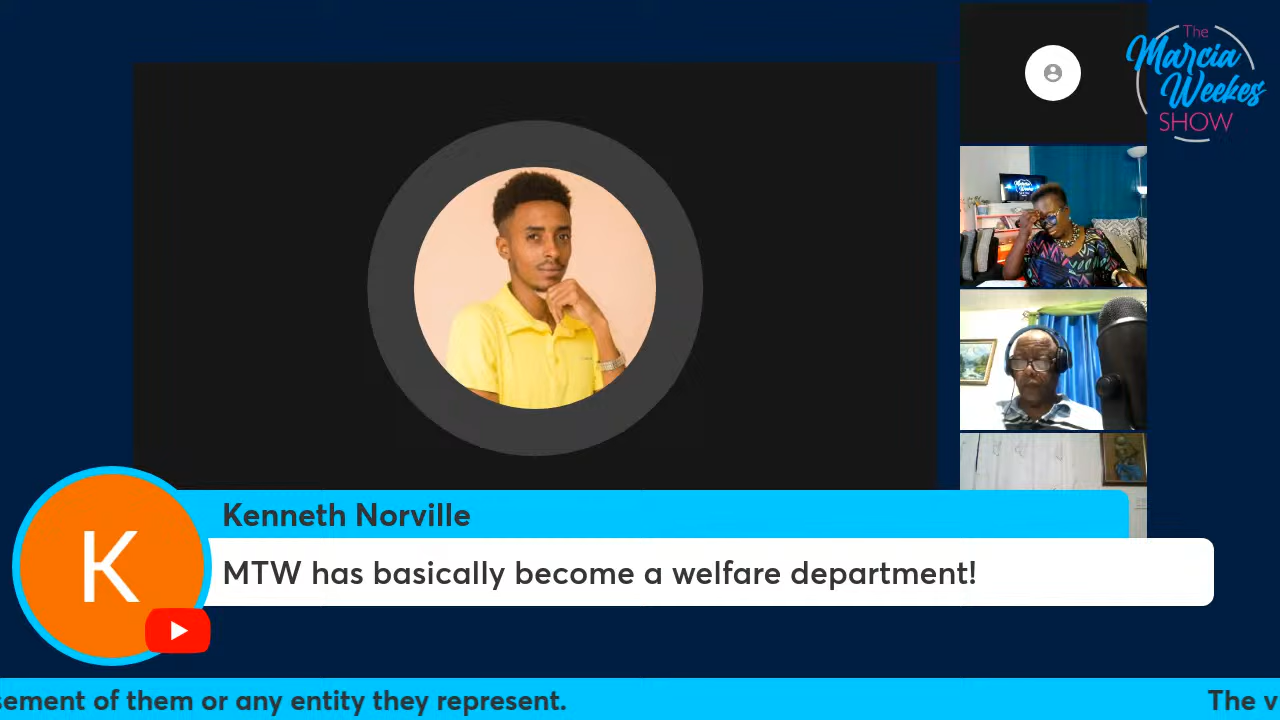 The
Marcia
Weekes
SHOW
Kenneth Norville
K
MTW has basically become a welfare department!
sement of them or any entity they represent.
The v